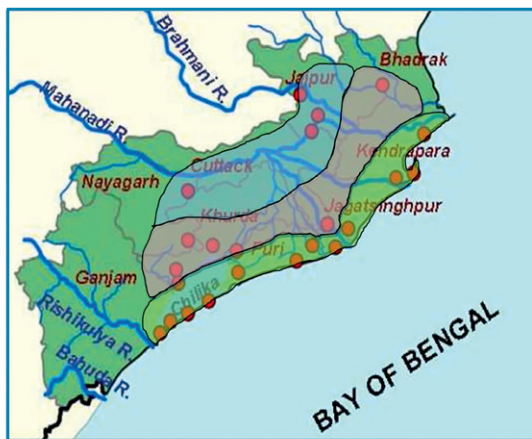 Brahmani R.
Bhadrak
Jajpur
Mahanadi R.
Kendrapara
Cuttack
Nayagarh
Khurda
Jagatsinghpur
Puri
Ganjam
Chilika
Rishikulya R.
Bahuda R.
BAY OF BENGAL